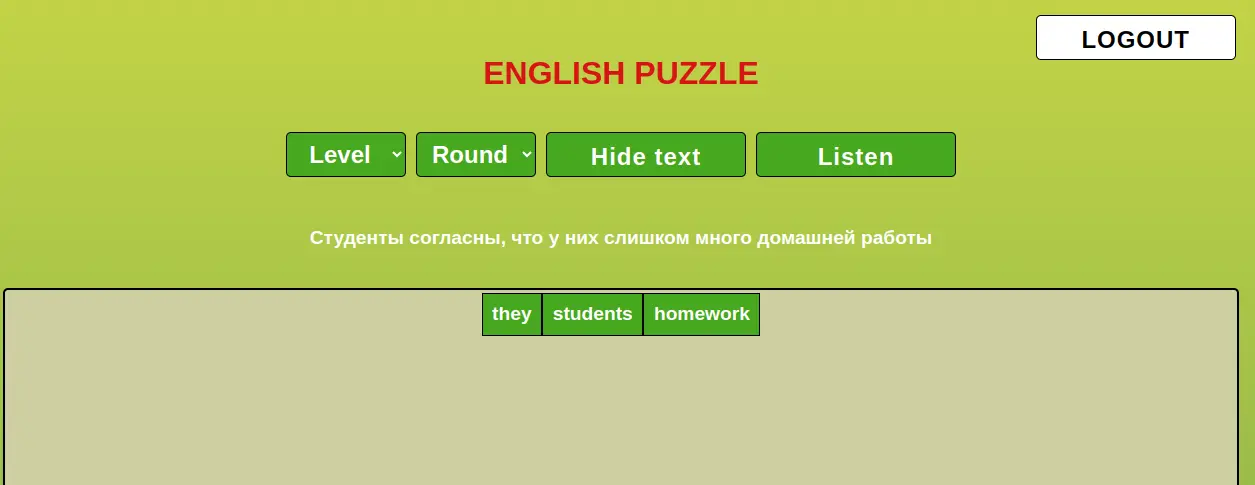 LOGOUT
ENGLISH PUZZLE
Level Round Hide text Listen
Студенты согласны, что у них слишком много домашней работы
they students homework